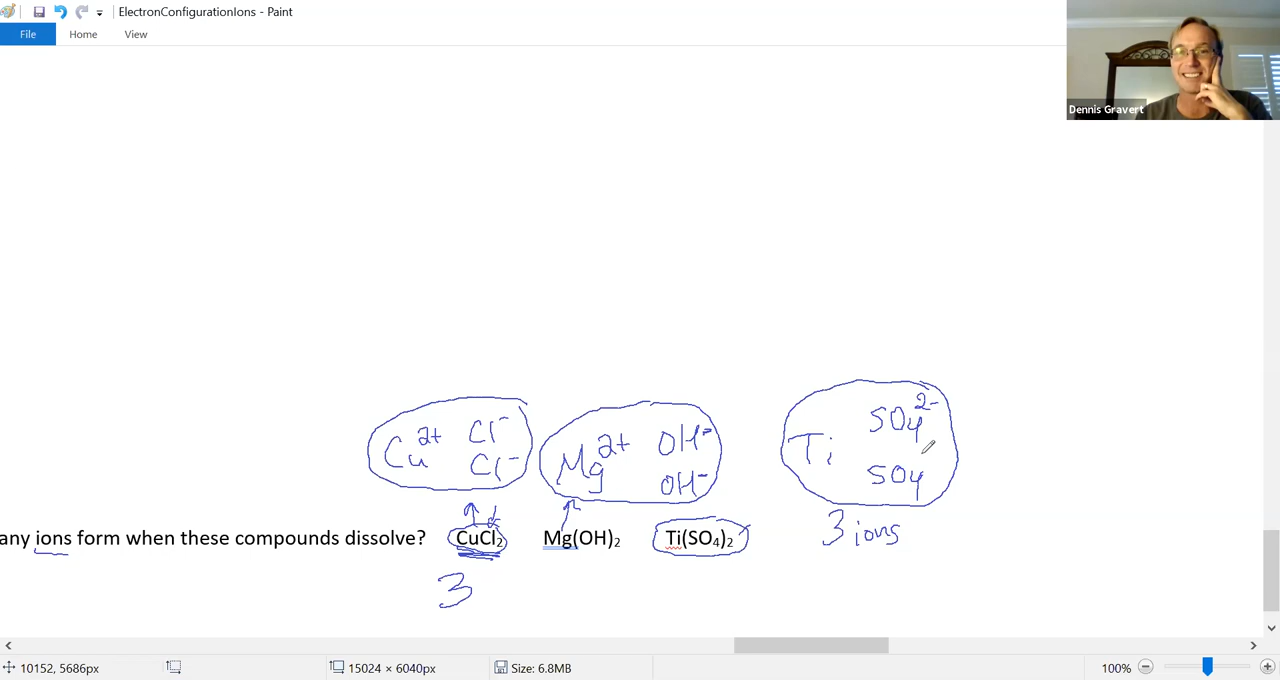 ElectronConfigurationIons - Paint
File Home View
Dennis Gravert
Cu2+ Cl-
Cl-
Mg2+ OH-
OH-
Ti SO4 2-
SO4
any ions form when these compounds dissolve? CuCl2 Mg(OH)2 Ti(SO4)2
3 ions
3
10152, 5686px 15024 × 6040px Size: 6.8MB 100%